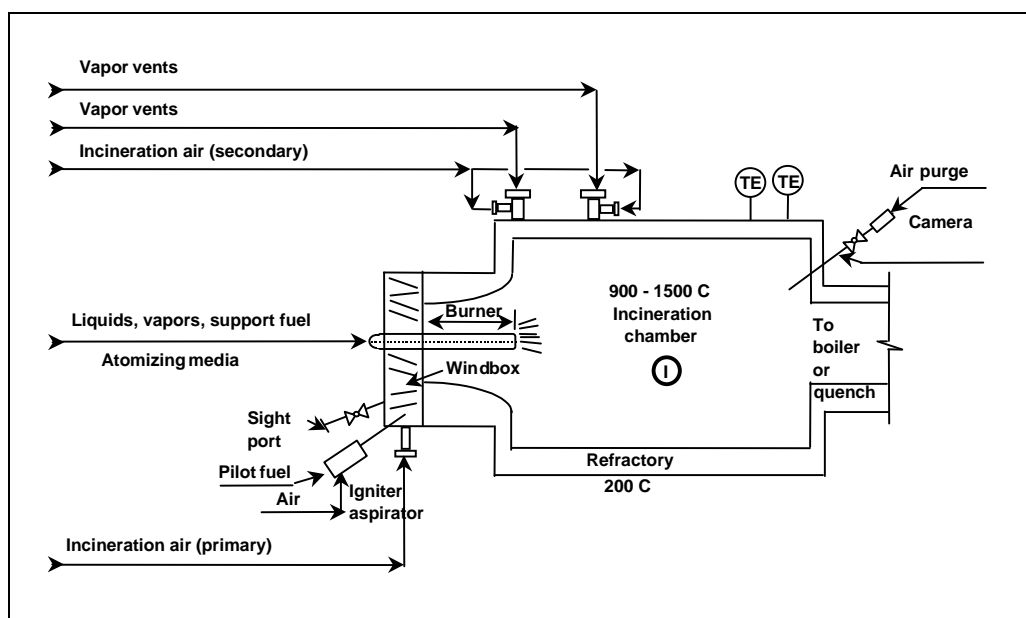 Vapor vents
Vapor vents
Incineration air (secondary)
TE TE
Air purge
Camera
900 - 1500 C
Incineration
chamber
I
Burner
Liquids, vapors, support fuel
Atomizing media
Windbox
To
boiler
or
quench
Sight
port
Pilot fuel
Air
Igniter
aspirator
Refractory
200 C
Incineration air (primary)